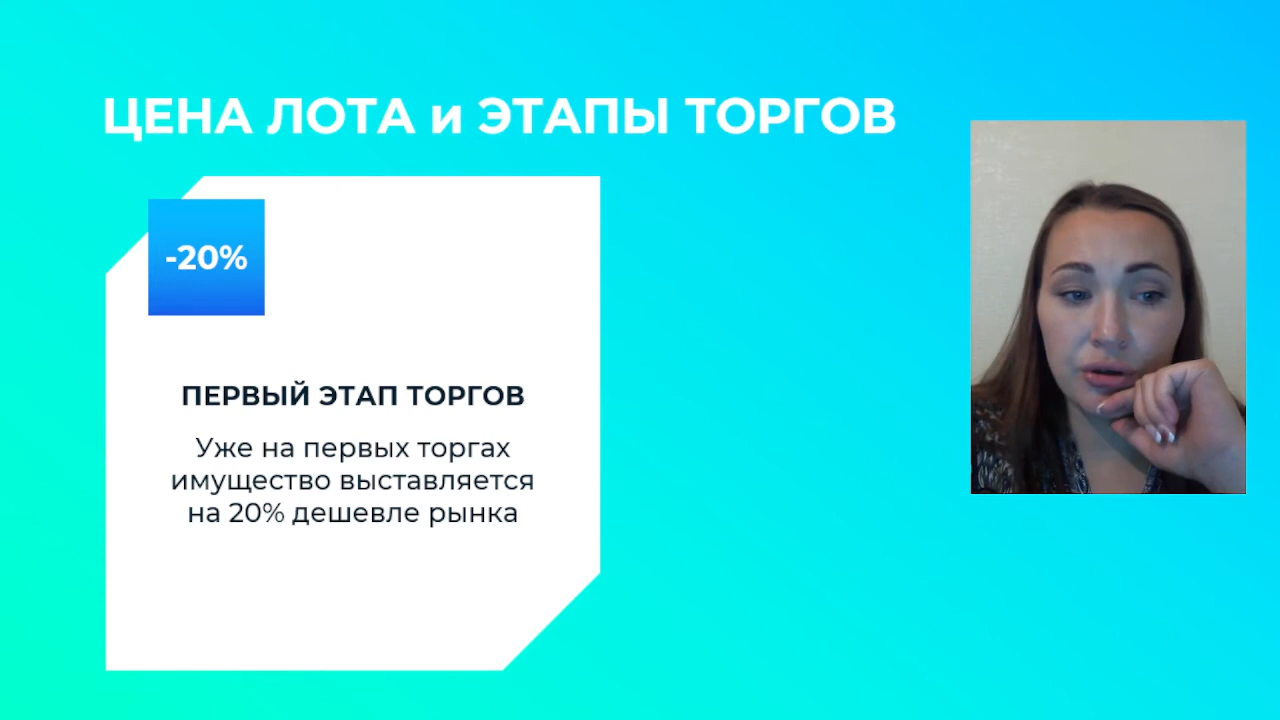 ЦЕНА ЛОТА и ЭТАПЫ ТОРГОВ
-20%
ПЕРВЫЙ ЭТАП ТОРГОВ
Уже на первых торгах
имущество выставляется
на 20% дешевле рынка